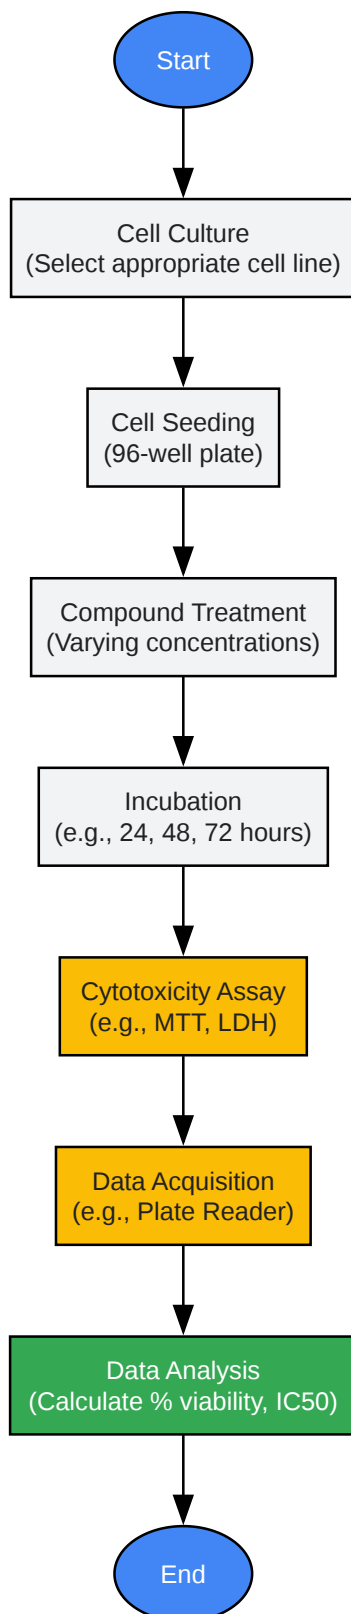 Start
Cell Culture
(Select appropriate cell line)
Cell Seeding
(96-well plate)
Compound Treatment
(Varying concentrations)
Incubation
(e.g., 24, 48, 72 hours)
Cytotoxicity Assay
(e.g., MTT, LDH)
Data Acquisition
(e.g., Plate Reader)
Data Analysis
(Calculate % viability, IC50)
End